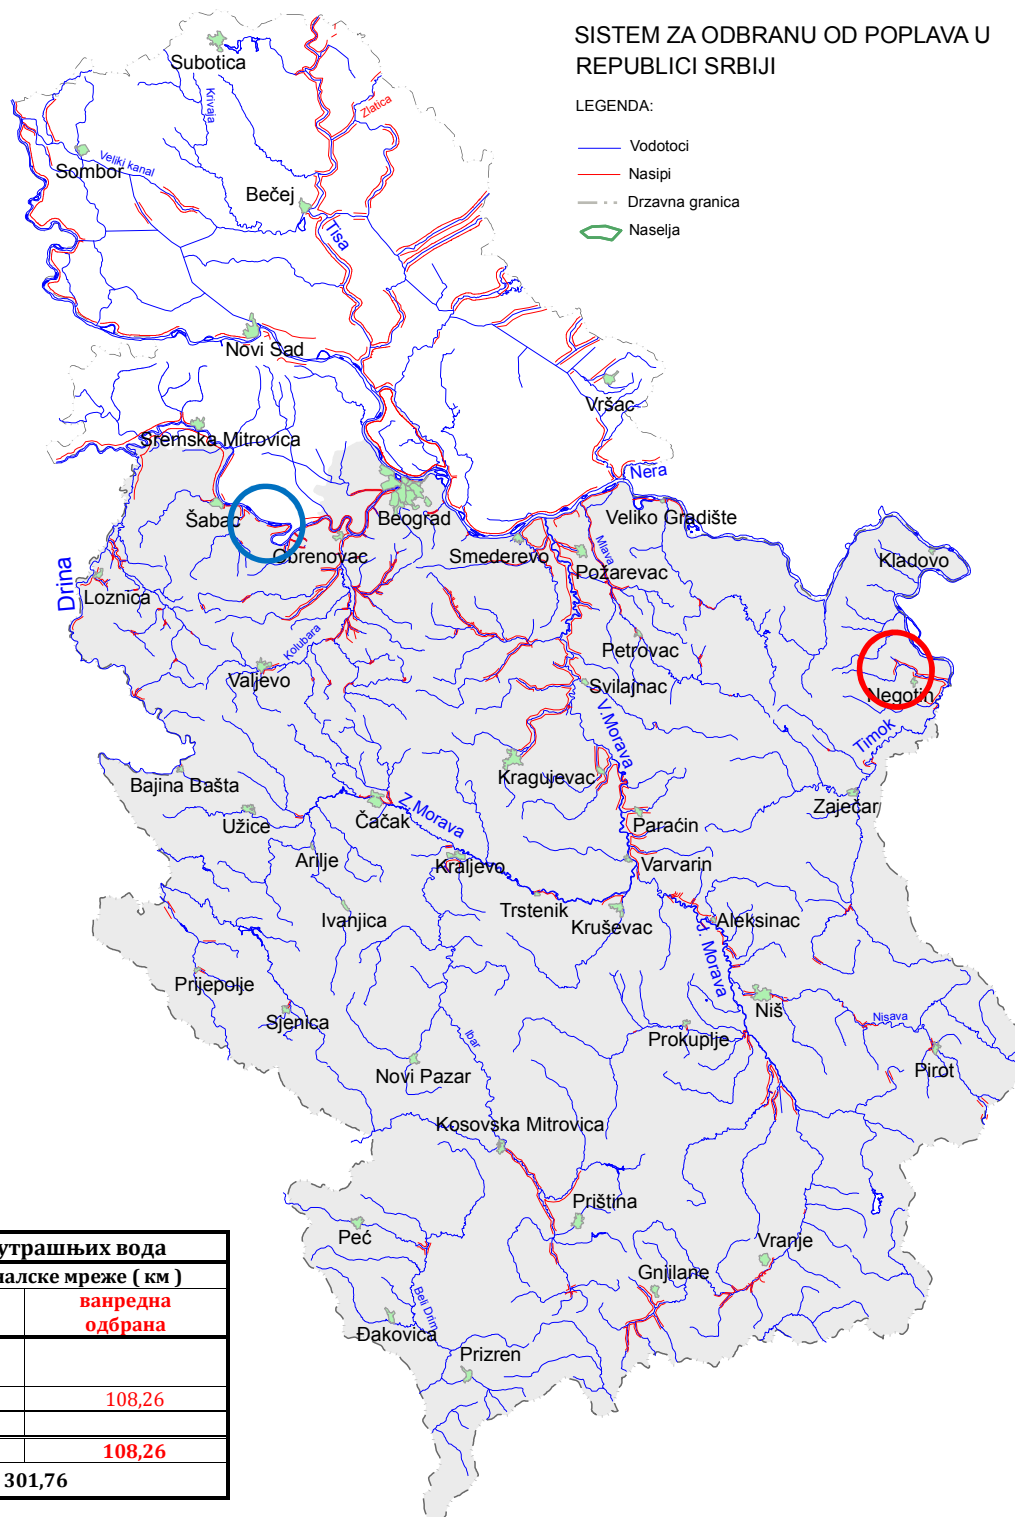 SISTEM ZA ODBRANU OD POPLAVA U
REPUBLICI SRBIJI
LEGENDA:
Vodotoci
Nasipi
Drzavna granica
Naselja
Subotica
Krivaja
Zlatica
Sombor
Veliki kanal
Bečej
Tisa
Novi Sad
Vršac
Sremska Mitrovica
Nera
Šabac
Beograd
Veliko Gradište
Obrenovac
Smederevo
Mlava
Požarevac
Kladovo
Drina
Loznica
Kolubara
Petrovac
Valjevo
Svilajnac
Negotin
V.Morava
Timok
Bajina Bašta
Kragujevac
Zaječar
Užice
Čačak
Z.Morava
Paraćin
Arilje
Kraljevo
Varvarin
Ivanjica
Trstenik
Kruševac
Aleksinac
J. Morava
Prijepolje
Sjenica
Niš
Nisava
Ibar
Prokuplje
Pirot
Novi Pazar
Kosovska Mitrovica
Priština
Peć
Vranje
Gnjilane
Beli Drim
Đakovica
Prizren
утрашњих вода
налске мреже ( км )
ванредна
одбрана
108,26
108,26
301,76